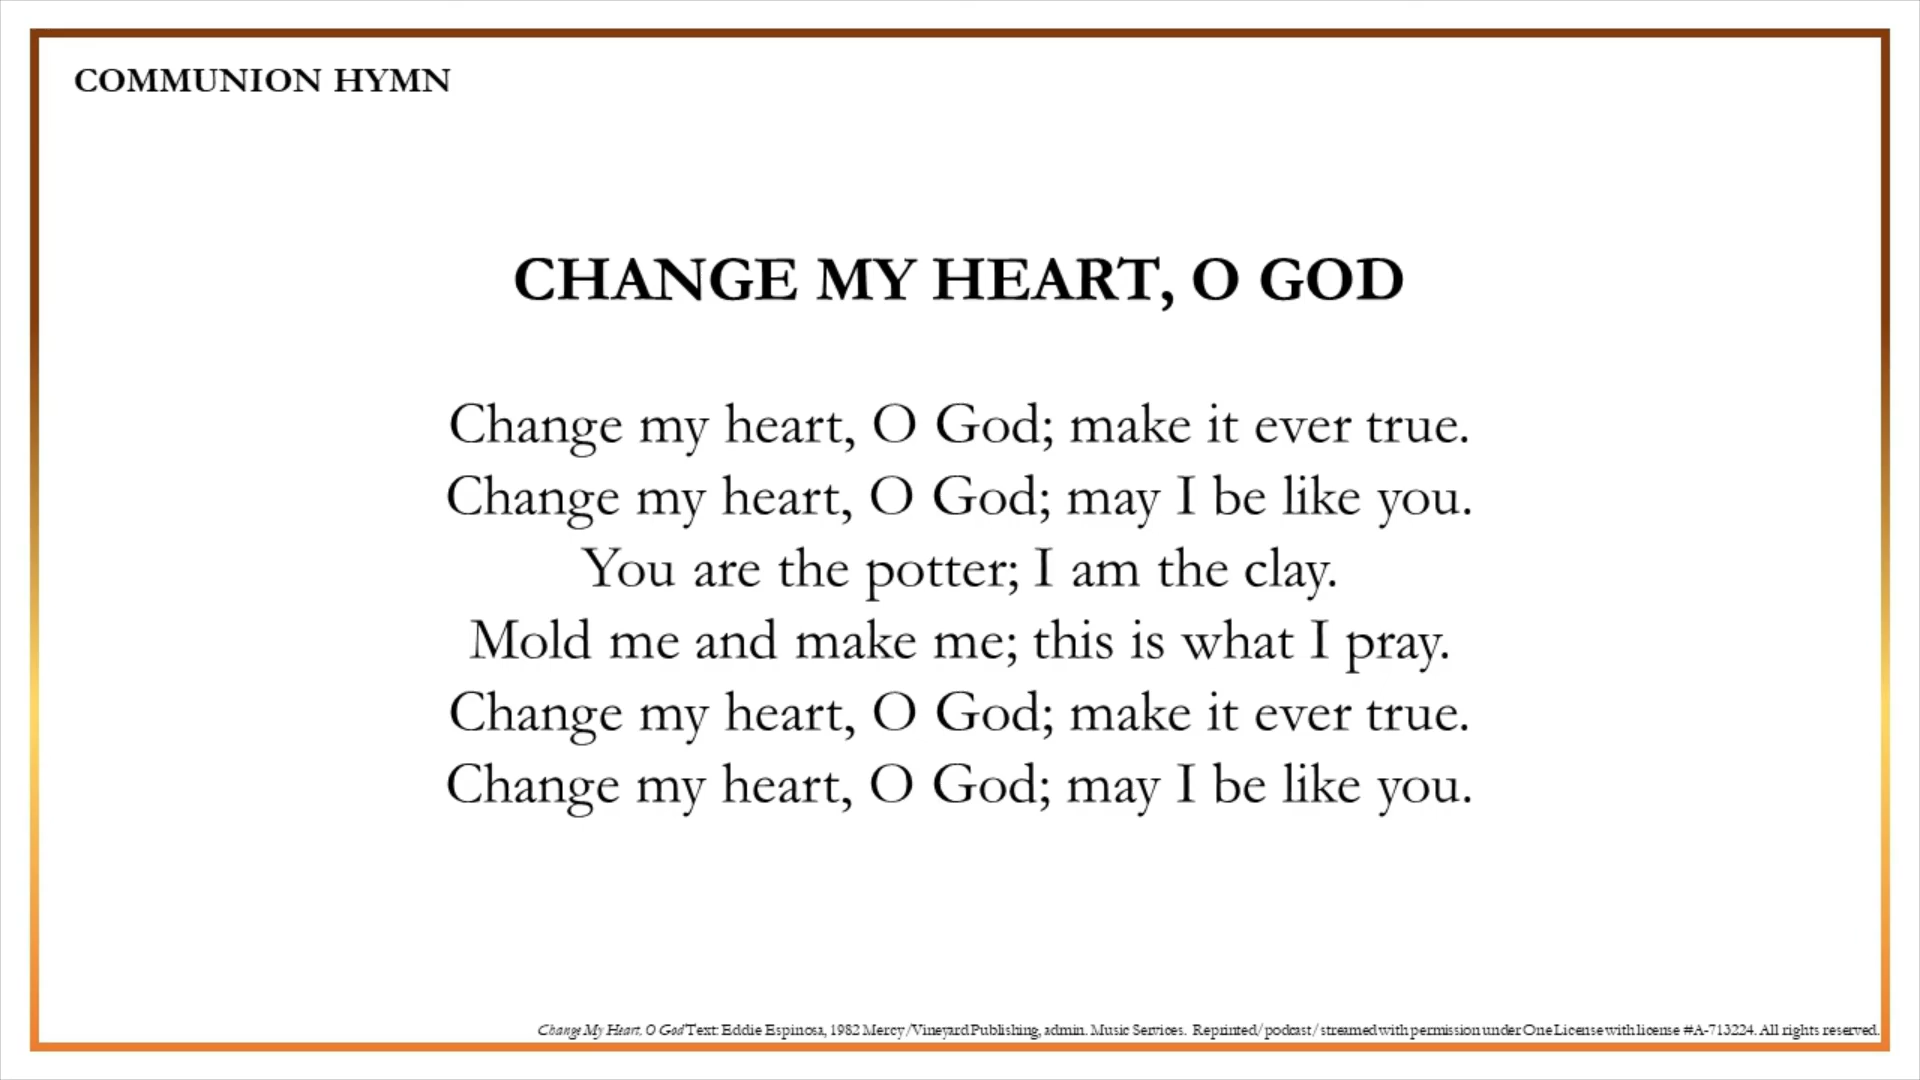 COMMUNION HYMN
CHANGE MY HEART, O GOD
Change my heart, O God; make it ever true.
Change my heart, O God; may I be like you.
You are the potter; I am the clay.
Mold me and make me; this is what I pray.
Change my heart, O God; make it ever true.
Change my heart, O God; may I be like you.
Change My Heart, O God Text: Eddie Espinosa, 1982 Mercy/Vineyard Publishing, admin. Music Services. Reprinted/podcast/streamed with permission under One License with license #A-713224. All rights reserved.